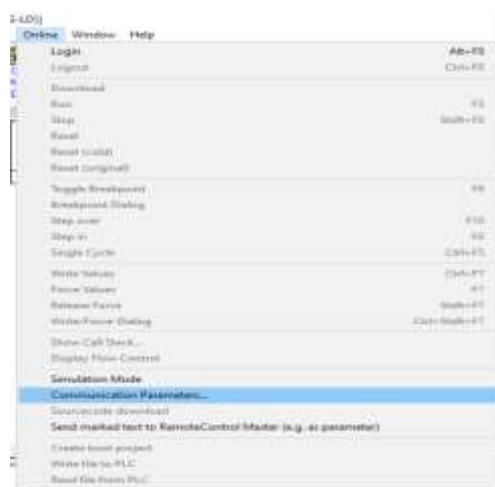 G-LD)]
Online Window Help
Login Alt+F8
Logout Ctrl+F8
Download
Run F5
Stop Shift+F8
Reset
Reset (cold)
Reset (original)
Toggle Breakpoint F9
Breakpoint Dialog
Step over F10
Step in F8
Single Cycle Ctrl+F5
Write Values Ctrl+F7
Force Values F7
Release Force Shift+F7
Write/Force-Dialog Ctrl+Shift+F7
Show Call Stack...
Display Flow Control
Simulation Mode
Communication Parameters...
Sourcecode download
Send marked text to RemoteControl Master (e.g. as parameter)
Create boot project
Write file to PLC
Read file from PLC